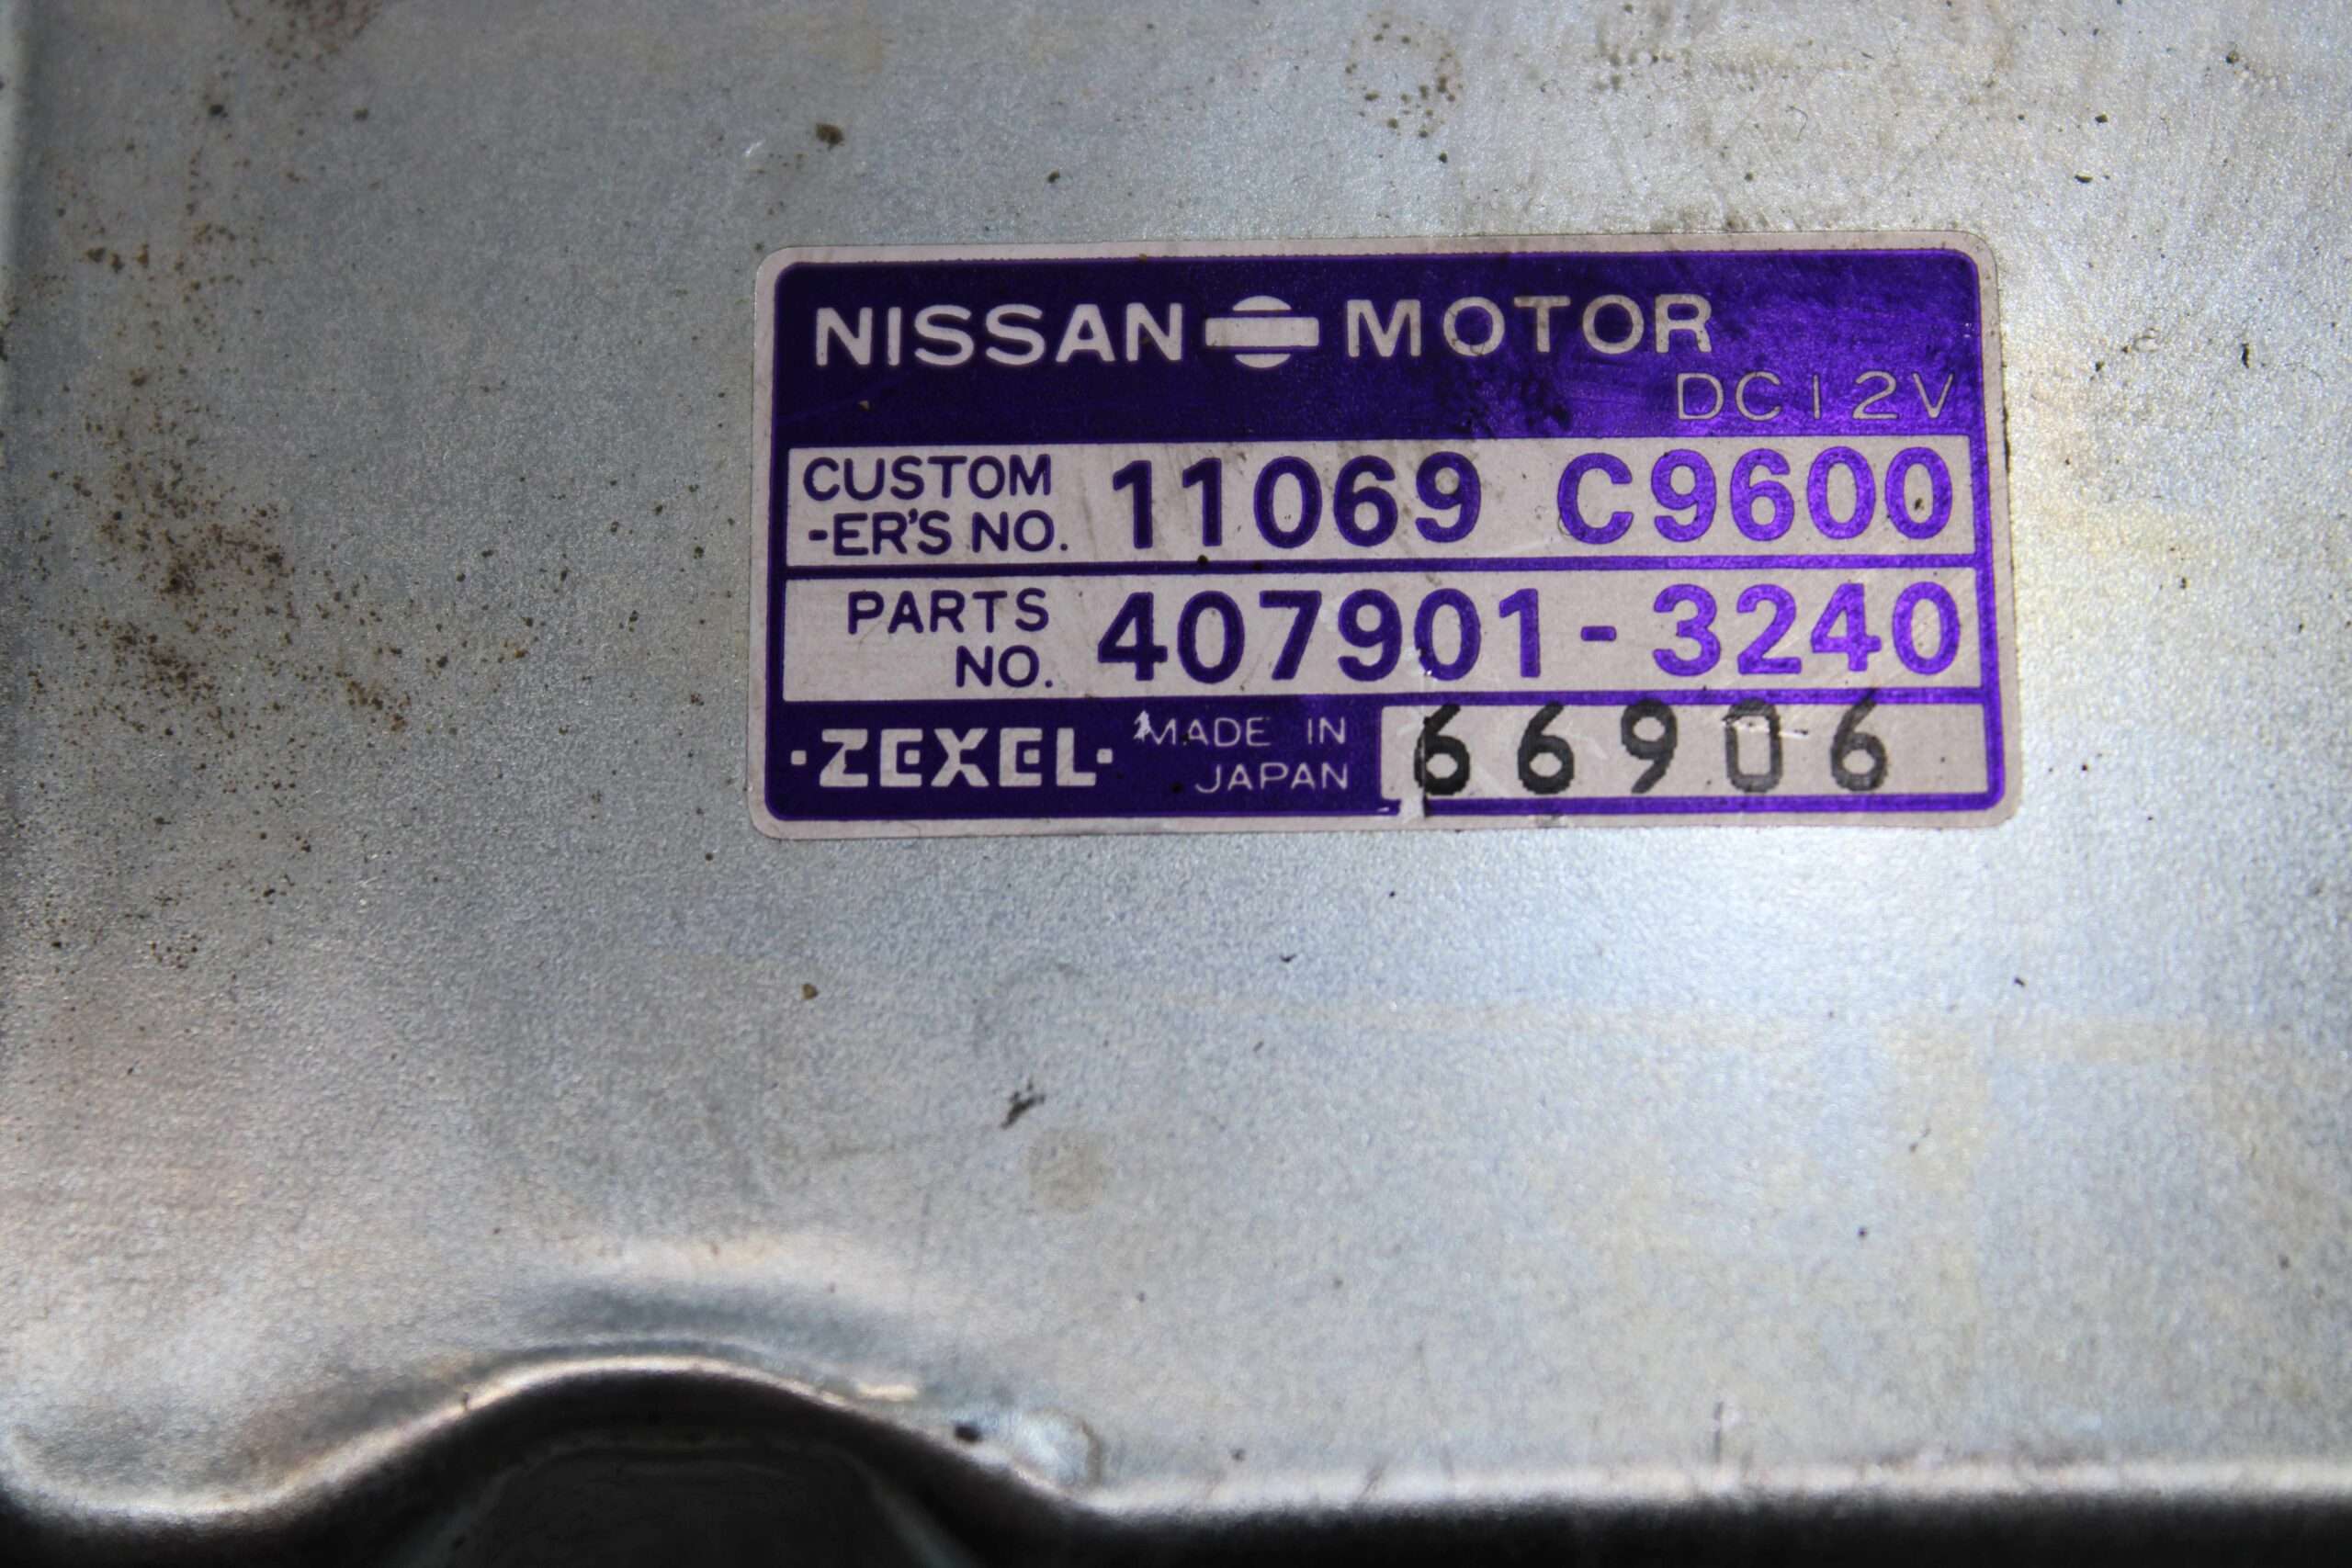 NISSAN MOTOR
DC12V
CUSTOM
-ER'S NO. 11069 C9600
PARTS
NO. 407901-3240
·ZEXEL· MADE IN
JAPAN 66906